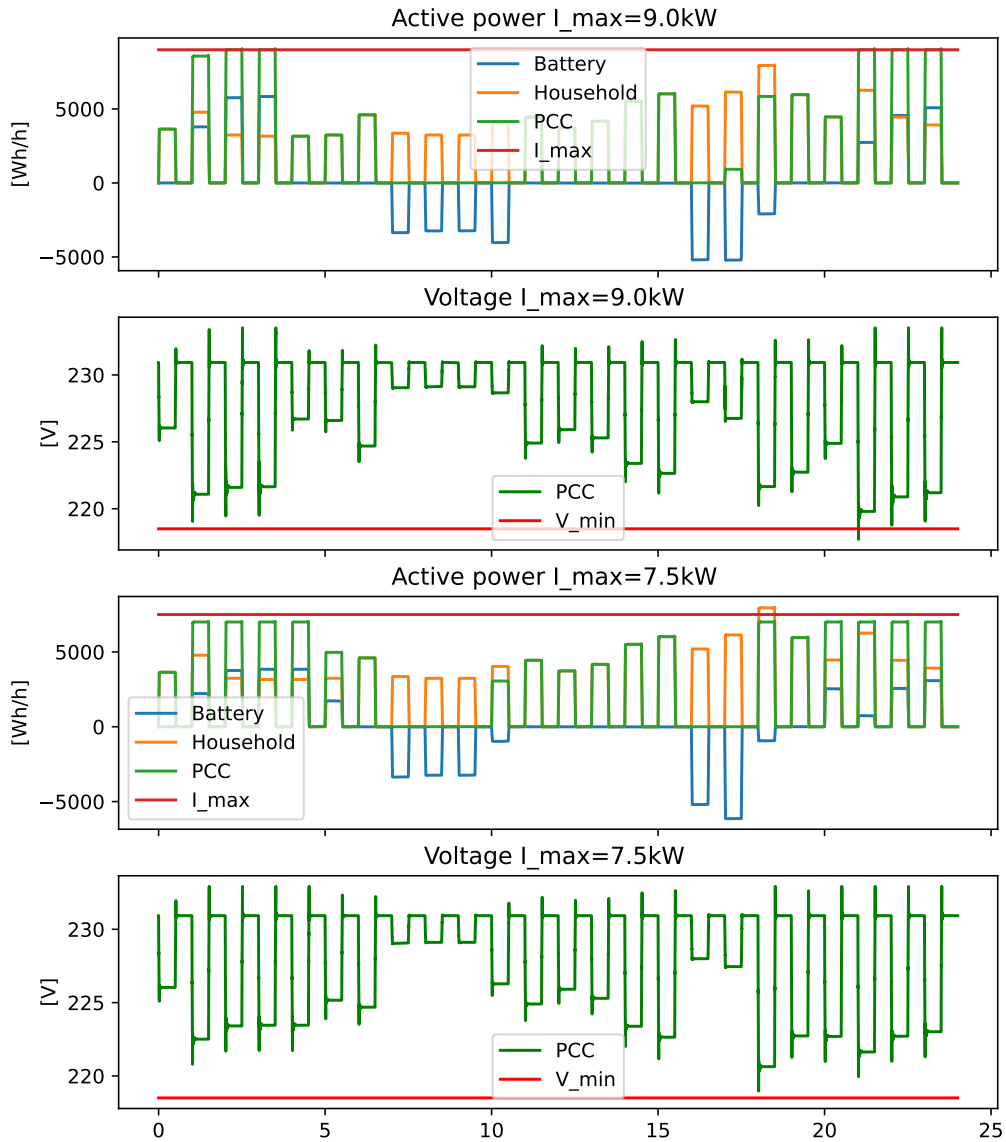 Active power I_max=9.0kW
5000
0
−5000
[Wh/h]
Battery
Household
PCC
I_max
Voltage I_max=9.0kW
230
225
220
[V]
PCC
V_min
Active power I_max=7.5kW
5000
0
−5000
[Wh/h]
Battery
Household
PCC
I_max
Voltage I_max=7.5kW
230
225
220
[V]
PCC
V_min
0 5 10 15 20 25